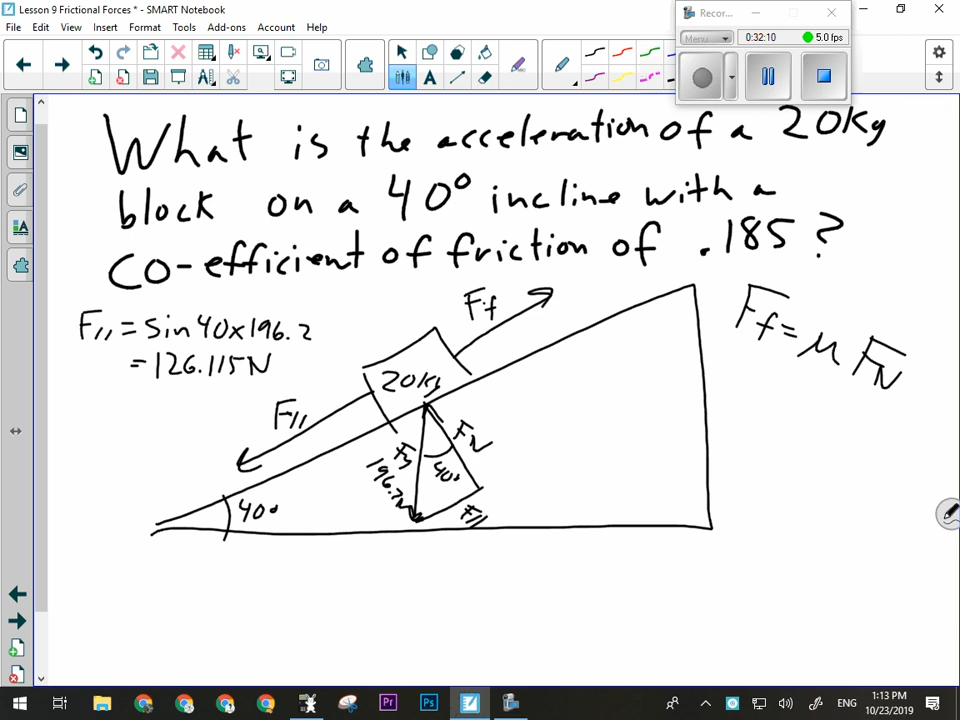 Lesson 9 Frictional Forces * - SMART Notebook
File Edit View Insert Format Tools Add-ons Account Help
Recor...
Menu 0:32:10 5.0 fps
What is the acceleration of a 20Kg
block on a 40° incline with a
co-efficient of friction of .185?
F// = sin40x196.2
= 126.115N
Ff
Ff = μ FN
20Kg
F//
FN
Fg
40°
196.2N
F//
40°
ENG
1:13 PM
10/23/2019